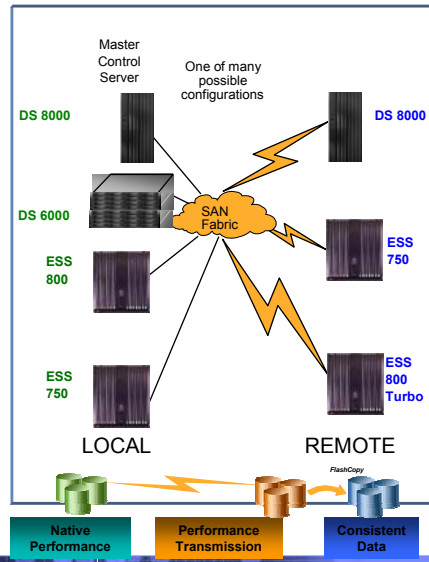 Master
Control
Server
One of many
possible
configurations
DS 8000
DS 8000
DS 6000
SAN
Fabric
ESS
750
ESS
800
ESS
750
ESS
800
Turbo
LOCAL
REMOTE
FlashCopy
Native
Performance
Performance
Transmission
Consistent
Data